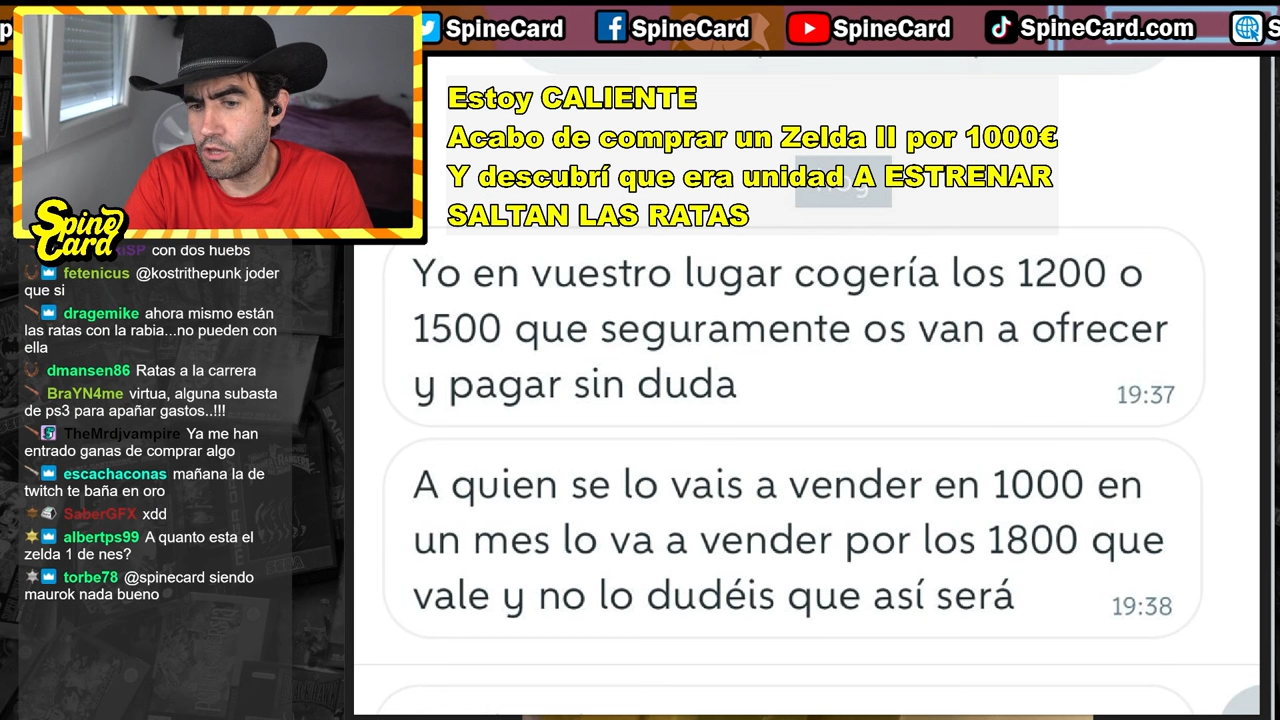 SpineCard
SpineCard
SpineCard
SpineCard.com
Estoy CALIENTE
Acabo de comprar un Zelda II por 1000€
Y descubrí que era unidad A ESTRENAR
SALTAN LAS RATAS
Spine
Card
con dos huebs
fetenicus @kostrithepunk joder
que si
dragemike ahora mismo están
las ratas con la rabia...no pueden con
ella
dmansen86 Ratas a la carrera
BraYN4me virtua, alguna subasta
de ps3 para apañar gastos..!!!
TheMrdjvampire Ya me han
entrado ganas de comprar algo
escachaconas mañana la de
twitch te baña en oro
SaberGFX xdd
albertps99 A quanto esta el
zelda 1 de nes?
torbe78 @spinecard siendo
maurok nada bueno
Yo en vuestro lugar cogería los 1200 o
1500 que seguramente os van a ofrecer
y pagar sin duda
19:37
A quien se lo vais a vender en 1000 en
un mes lo va a vender por los 1800 que
vale y no lo dudéis que así será
19:38